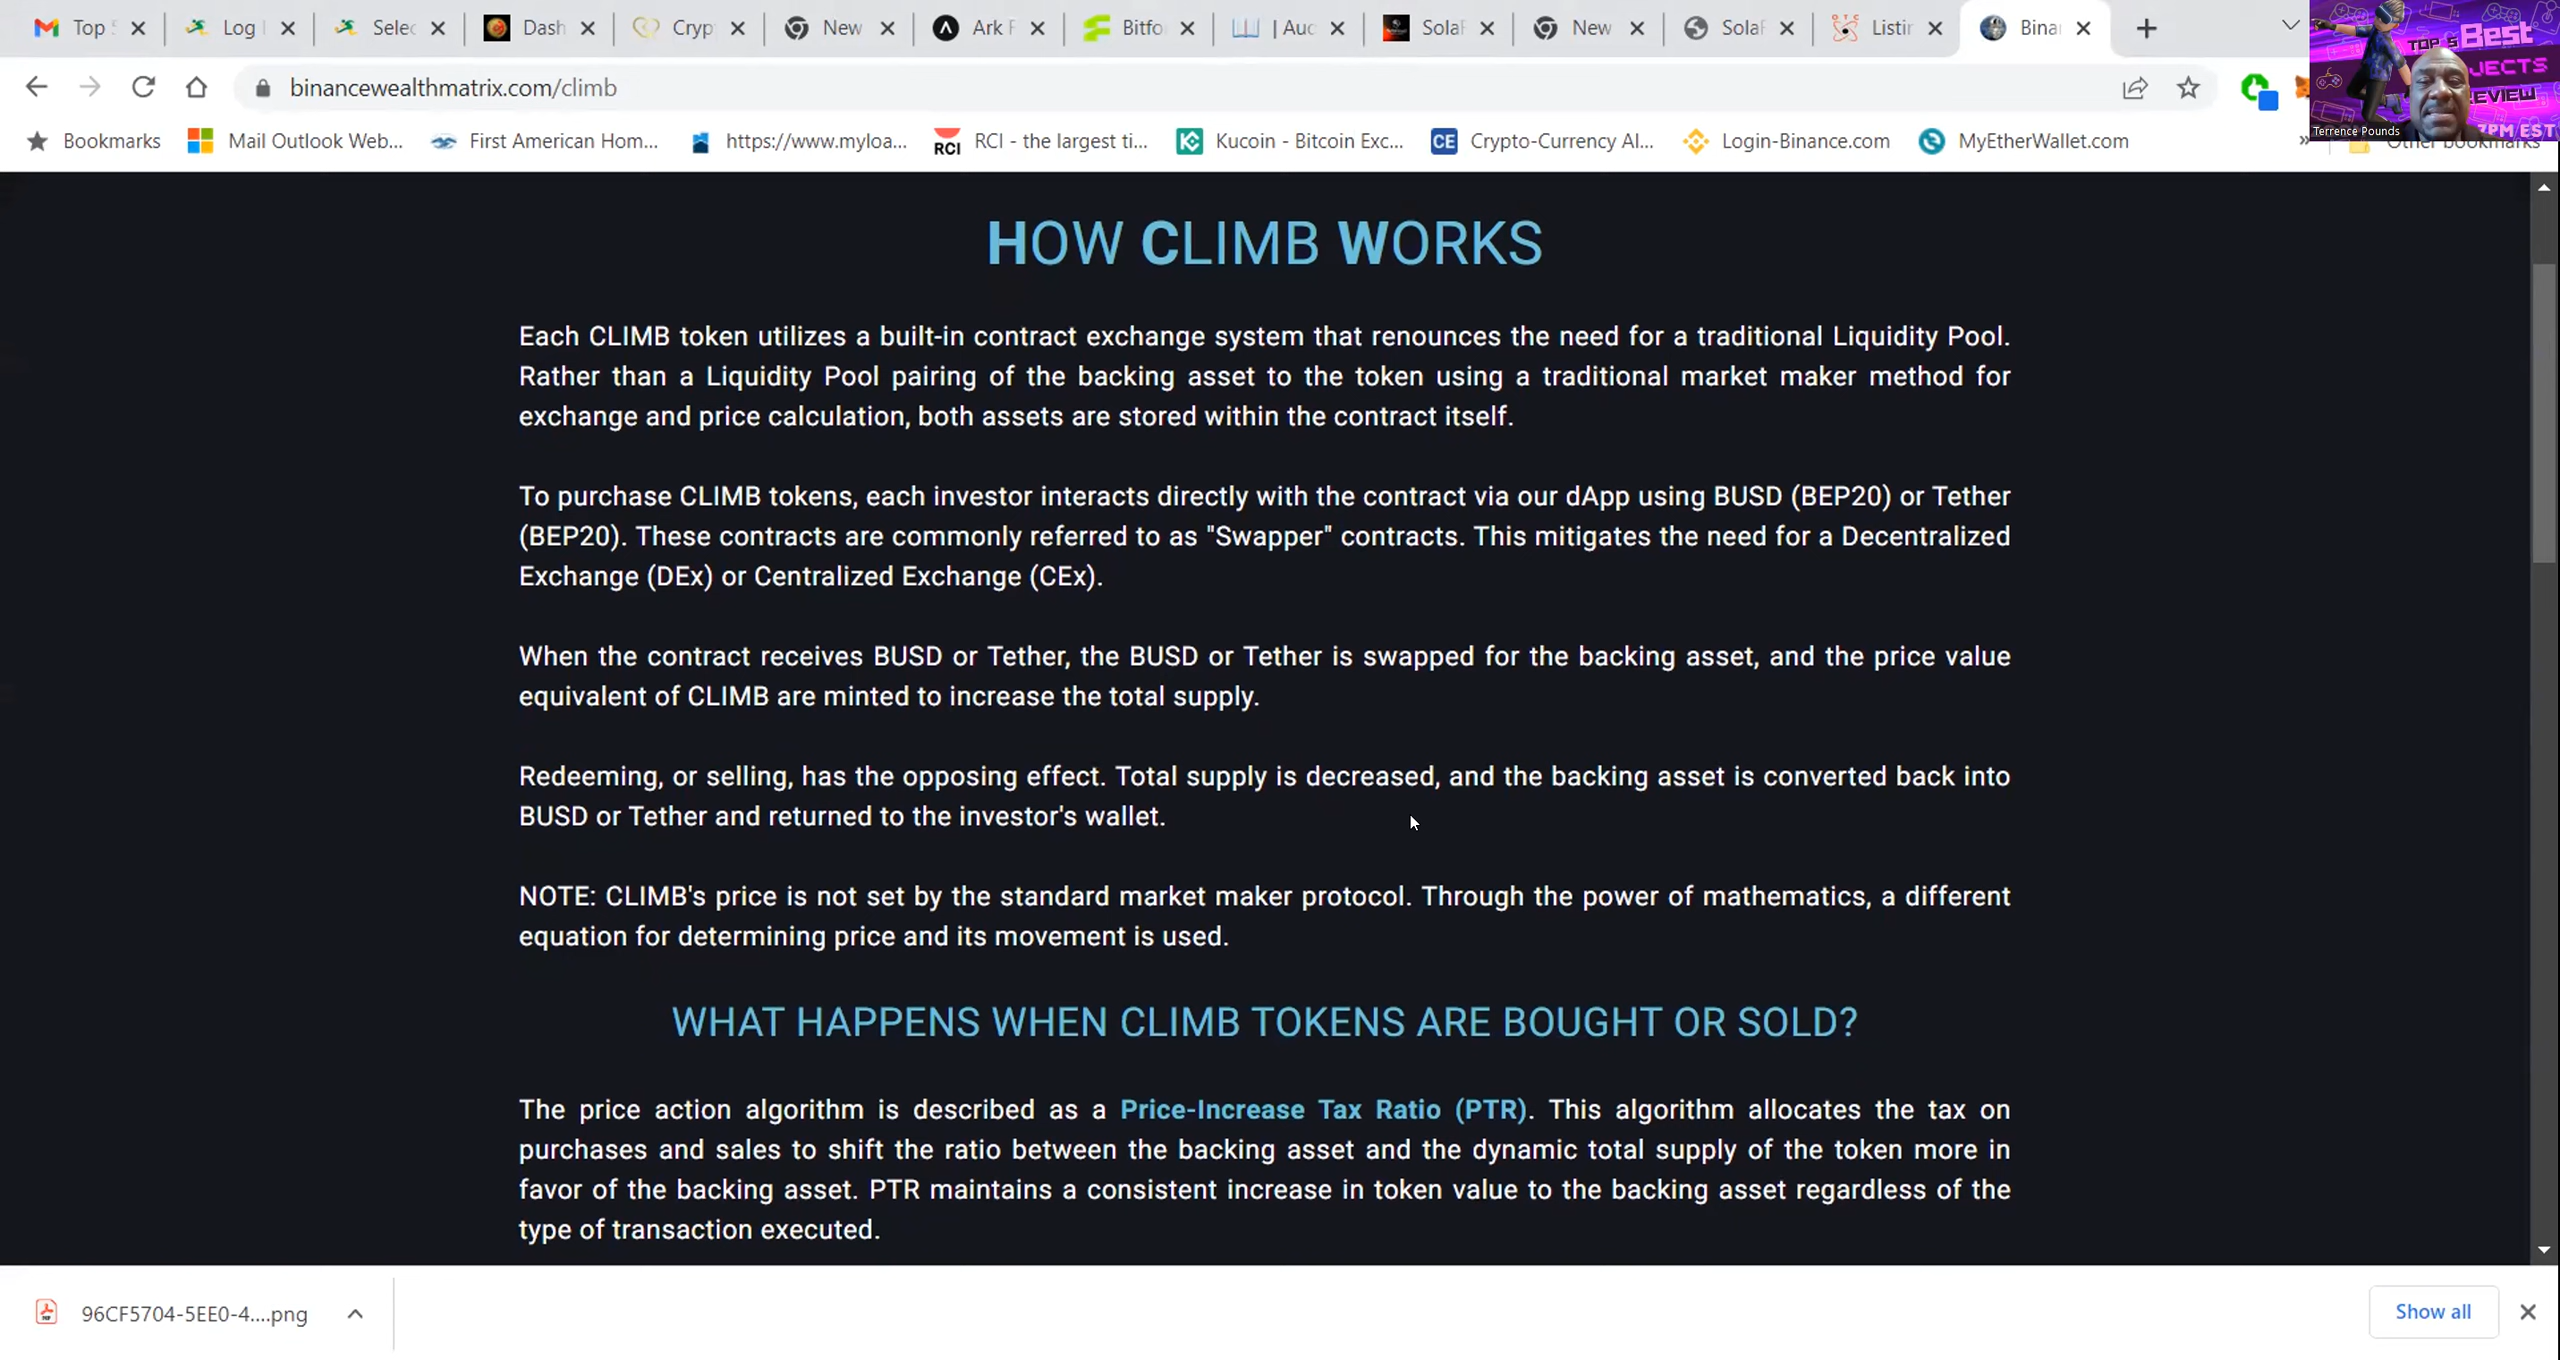 Top
Log
Selec
Dash
Cryp
New
Ark
Bitfo
| Auc
Sola
New
Sola
Listin
Binar
binancewealthmatrix.com/climb
TOP 5 Best
JECTS
EVIEW
7PM EST
Terrence Pounds
Bookmarks
Mail Outlook Web...
First American Hom...
https://www.myloa...
RCI
RCI - the largest ti...
Kucoin - Bitcoin Exc...
CE
Crypto-Currency Al...
Login-Binance.com
MyEtherWallet.com
»
Other bookmarks
HOW CLIMB WORKS
Each CLIMB token utilizes a built-in contract exchange system that renounces the need for a traditional Liquidity Pool.
Rather than a Liquidity Pool pairing of the backing asset to the token using a traditional market maker method for
exchange and price calculation, both assets are stored within the contract itself.
To purchase CLIMB tokens, each investor interacts directly with the contract via our dApp using BUSD (BEP20) or Tether
(BEP20). These contracts are commonly referred to as "Swapper" contracts. This mitigates the need for a Decentralized
Exchange (DEx) or Centralized Exchange (CEx).
When the contract receives BUSD or Tether, the BUSD or Tether is swapped for the backing asset, and the price value
equivalent of CLIMB are minted to increase the total supply.
Redeeming, or selling, has the opposing effect. Total supply is decreased, and the backing asset is converted back into
BUSD or Tether and returned to the investor's wallet.
NOTE: CLIMB's price is not set by the standard market maker protocol. Through the power of mathematics, a different
equation for determining price and its movement is used.
WHAT HAPPENS WHEN CLIMB TOKENS ARE BOUGHT OR SOLD?
The price action algorithm is described as a Price-Increase Tax Ratio (PTR). This algorithm allocates the tax on
purchases and sales to shift the ratio between the backing asset and the dynamic total supply of the token more in
favor of the backing asset. PTR maintains a consistent increase in token value to the backing asset regardless of the
type of transaction executed.
96CF5704-5EE0-4....png
Show all